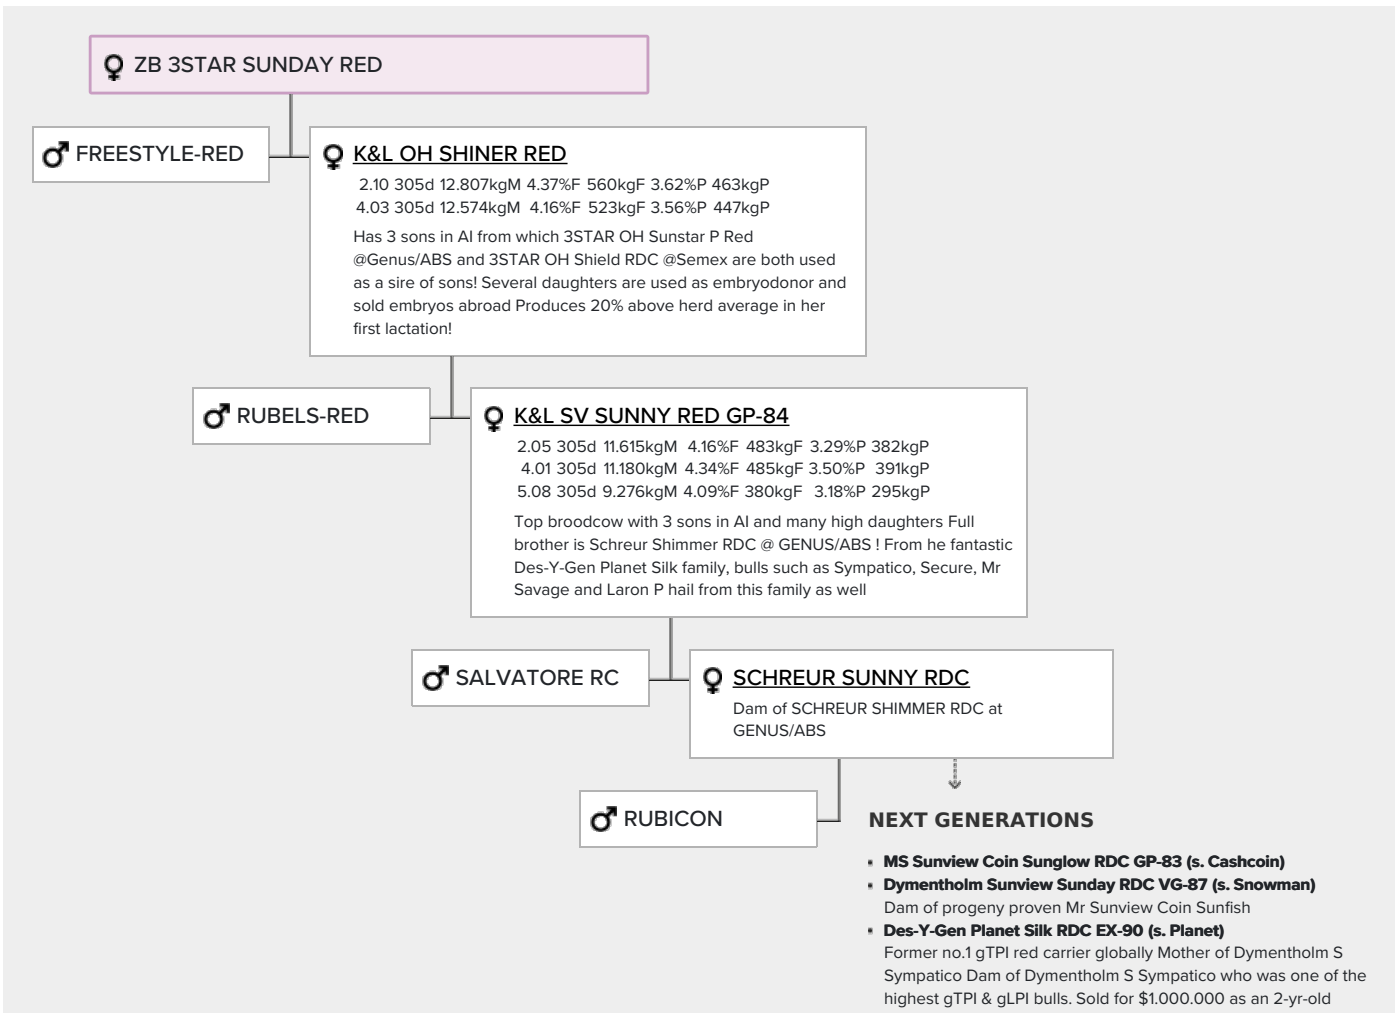 ZB 3STAR SUNDAY RED
FREESTYLE-RED
K&L OH SHINER RED
2.10 305d 12.807kgM 4.37%F 560kgF 3.62%P 463kgP
4.03 305d 12.574kgM 4.16%F 523kgF 3.56%P 447kgP
Has 3 sons in AI from which 3STAR OH Sunstar P Red
@Genus/ABS and 3STAR OH Shield RDC @Semex are both used
as a sire of sons! Several daughters are used as embryodonor and
sold embryos abroad Produces 20% above herd average in her
first lactation!
RUBELS-RED
K&L SV SUNNY RED GP-84
2.05 305d 11.615kgM 4.16%F 483kgF 3.29%P 382kgP
4.01 305d 11.180kgM 4.34%F 485kgF 3.50%P 391kgP
5.08 305d 9.276kgM 4.09%F 380kgF 3.18%P 295kgP
Top broodcow with 3 sons in AI and many high daughters Full
brother is Schreur Shimmer RDC @ GENUS/ABS ! From he fantastic
Des-Y-Gen Planet Silk family, bulls such as Sympatico, Secure, Mr
Savage and Laron P hail from this family as well
SALVATORE RC
SCHREUR SUNNY RDC
Dam of SCHREUR SHIMMER RDC at
GENUS/ABS
RUBICON
NEXT GENERATIONS
MS Sunview Coin Sunglow RDC GP-83 (s. Cashcoin)
Dymentholm Sunview Sunday RDC VG-87 (s. Snowman)
Dam of progeny proven Mr Sunview Coin Sunfish
Des-Y-Gen Planet Silk RDC EX-90 (s. Planet)
Former no.1 gTPI red carrier globally Mother of Dymentholm S
Sympatico Dam of Dymentholm S Sympatico who was one of the
highest gTPI & gLPI bulls. Sold for $1.000.000 as an 2-yr-old